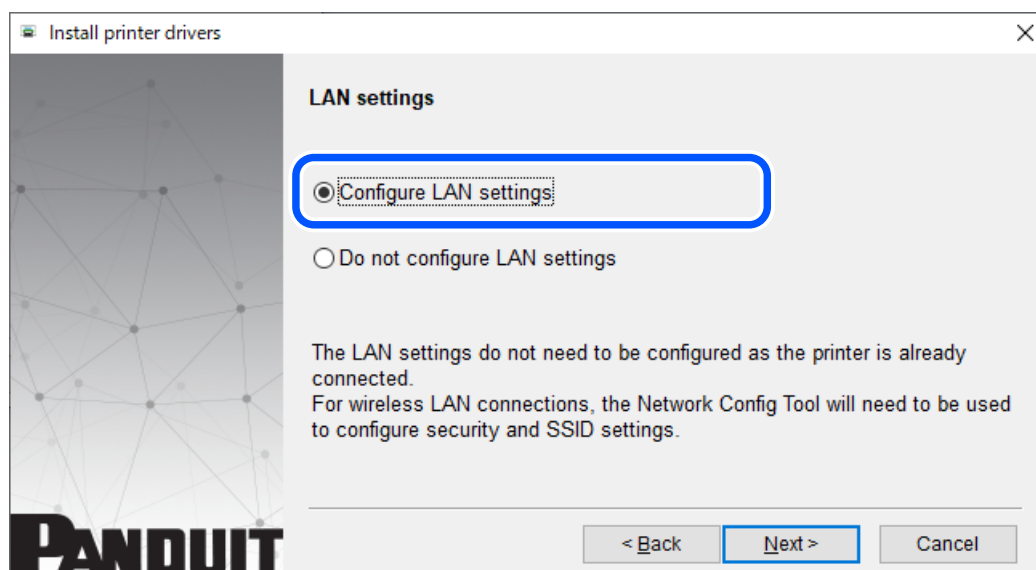 Install printer drivers
LAN settings
Configure LAN settings
Do not configure LAN settings
The LAN settings do not need to be configured as the printer is already
connected.
For wireless LAN connections, the Network Config Tool will need to be used
to configure security and SSID settings.
PANDUIT
< Back
Next >
Cancel